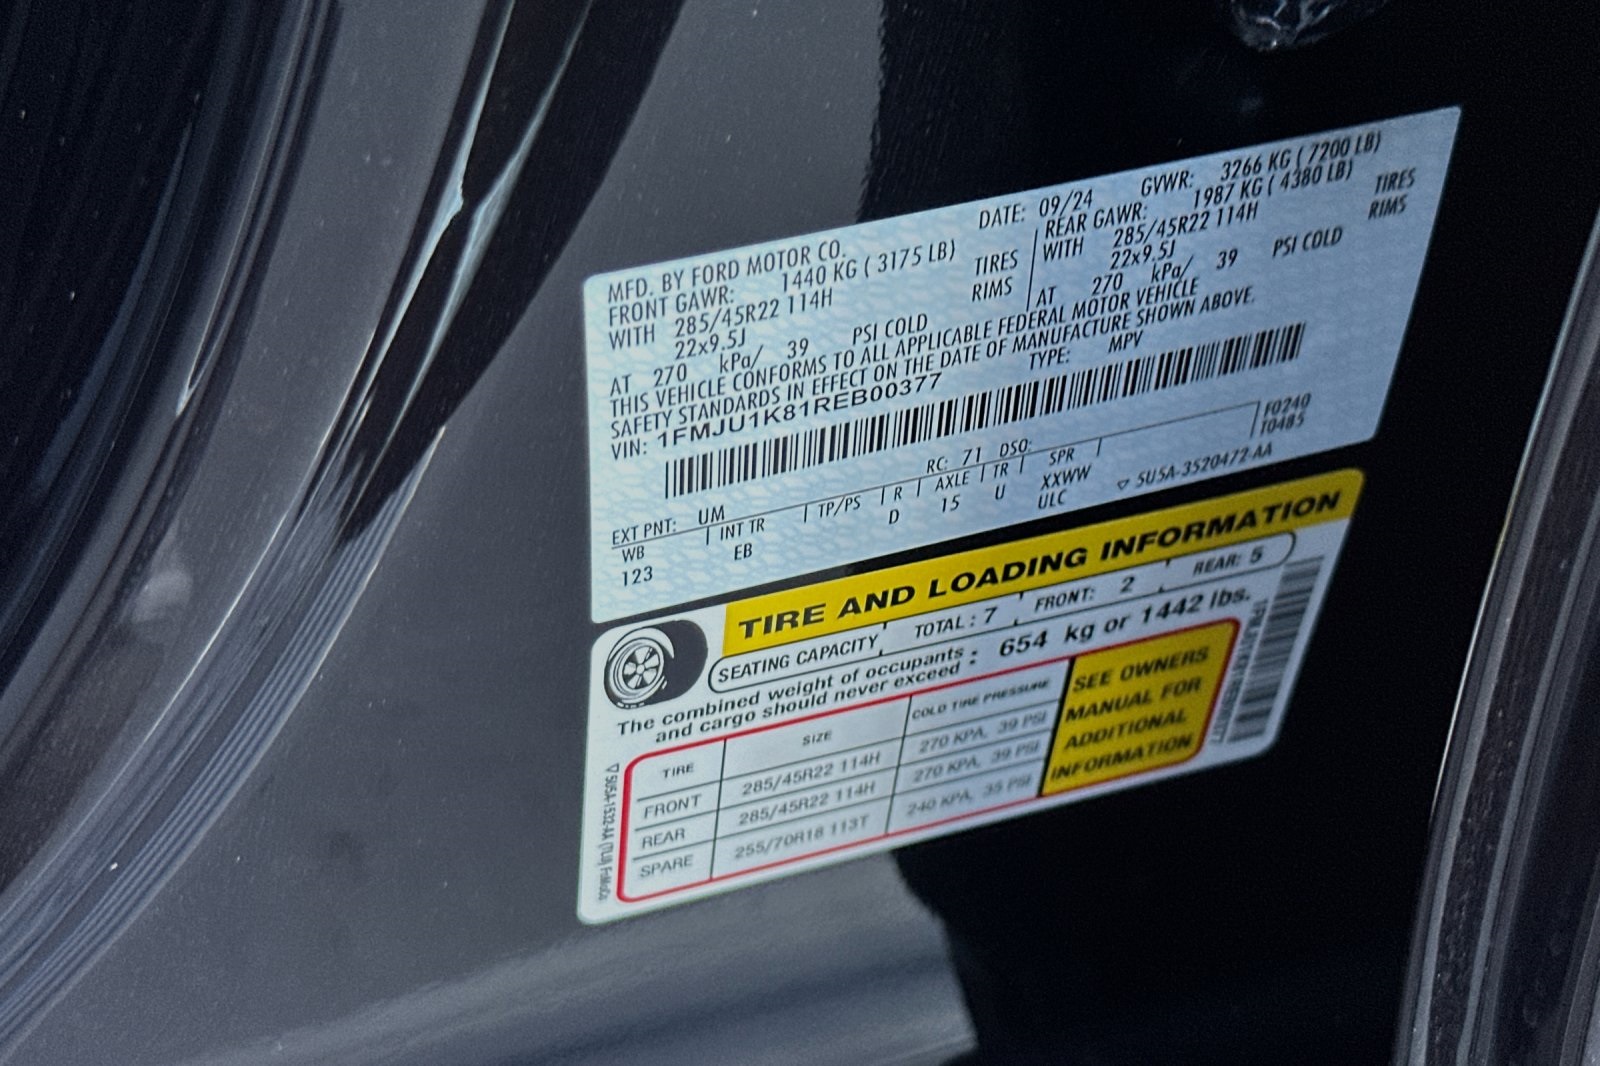 MFD. BY FORD MOTOR CO.
DATE: 09/24 GVWR: 3266 KG ( 7200 LB)
FRONT GAWR: 1440 KG ( 3175 LB)
REAR GAWR: 1987 KG ( 4380 LB)
WITH 285/45R22 114H TIRES
WITH 285/45R22 114H TIRES
22x9.5J RIMS
22x9.5J RIMS
AT 270 kPa/ 39 PSI COLD
AT 270 kPa/ 39 PSI COLD
THIS VEHICLE CONFORMS TO ALL APPLICABLE FEDERAL MOTOR VEHICLE
SAFETY STANDARDS IN EFFECT ON THE DATE OF MANUFACTURE SHOWN ABOVE.
VIN: 1FMJU1K81REB00377 TYPE: MPV
F0240
T0485
EXT PNT: UM RC: 71 DSO:
WB INT TR TP/PS R AXLE TR SPR
123 EB D 15 U XXWW
ULC ▽ 5U5A-3520472-AA
TIRE AND LOADING INFORMATION
SEATING CAPACITY TOTAL : 7 FRONT: 2 REAR: 5
The combined weight of occupants
and cargo should never exceed : 654 kg or 1442 lbs.
TIRE SIZE COLD TIRE PRESSURE
FRONT 285/45R22 114H 270 KPA, 39 PSI
REAR 285/45R22 114H 270 KPA, 39 PSI
SPARE 255/70R18 113T 240 KPA, 35 PSI
SEE OWNERS
MANUAL FOR
ADDITIONAL
INFORMATION